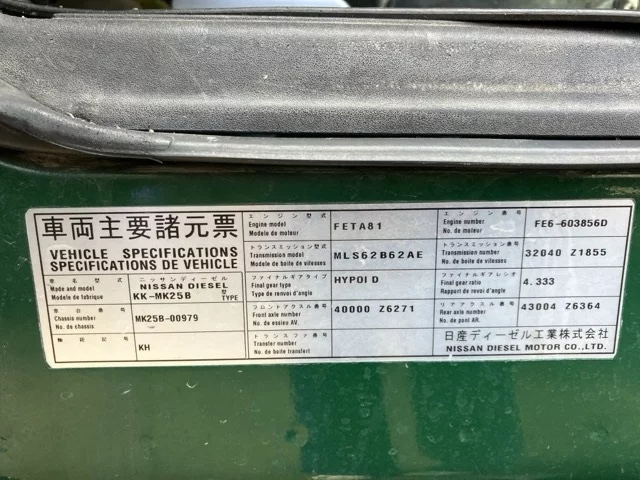 車両主要諸元票
VEHICLE SPECIFICATIONS
SPECIFICATIONS DE VEHICLE
車名 ニッサンディーゼル 型
Made and model NISSAN DIESEL 式
Modele de fabrique KK-MK25B TYPE
車台番号
Chassis number MK25B-00979
No. de chassis
KH
エンジン型式
Engine model FETA81
Modele de moteur
トランスミッション型式
Transmission model MLS62B62AE
Modele de boite de vitesses
ファイナルギアタイプ
Final gear type HYPOID
Type de renvoi d'angle
フロントアクスル番号
Front axle number 40000 Z6271
No. de essieu AV.
トランスファ番号
Transfer number
No. de boite transfert
エンジン番号
Engine number FE6-603856D
No. de moteur
トランスミッション番号
Transmission number 32040 Z1855
No. de boite de vitesses
ファイナルギアレシオ
Final gear ratio 4.333
Rapport de renvoi d'angle
リアアクスル番号
Rear axle number 43004 Z6364
No. de pont AR.
日産ディーゼル工業株式会社
NISSAN DIESEL MOTOR CO.,LTD.